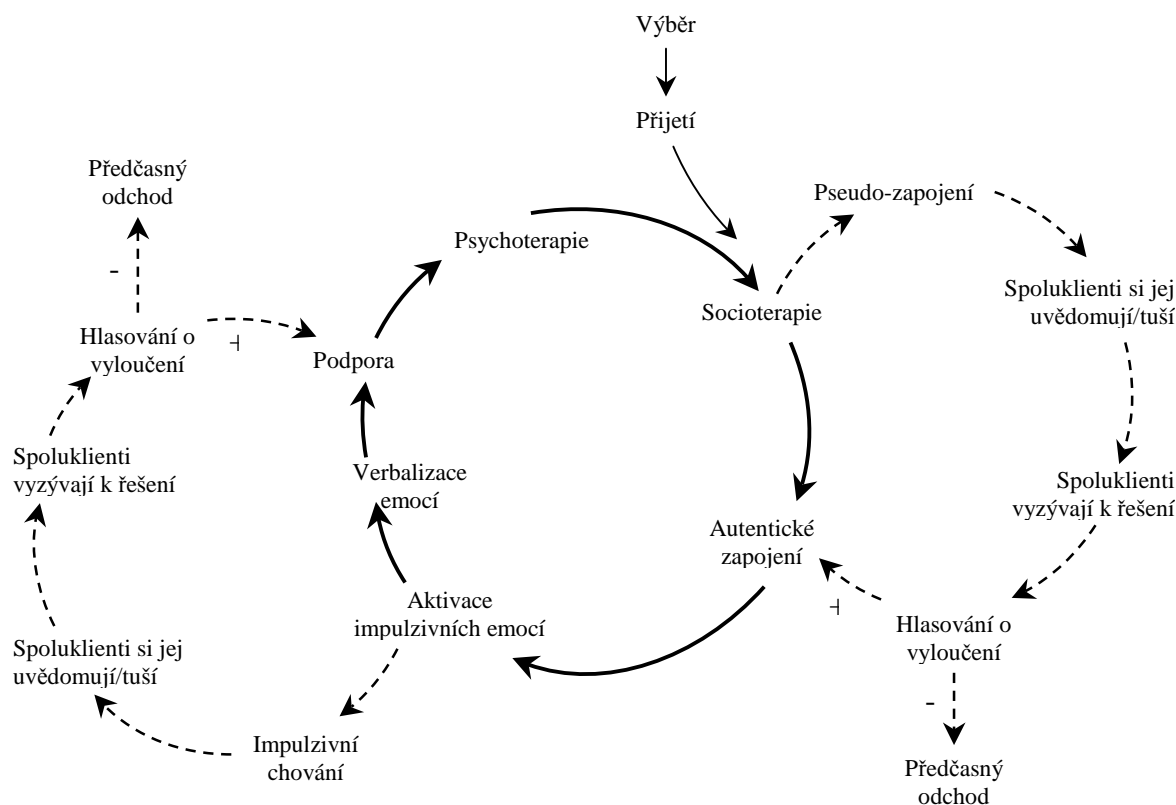 Výběr
Přijetí
Předčasný
odchod
Pseudo-zapojení
Psychoterapie
-
Spoluklienti si jej
uvědomují/tuší
Socioterapie
Hlasování o
vyloučení
+
Podpora
Spoluklienti
vyzývají k řešení
Verbalizace
emocí
Spoluklienti
vyzývají k řešení
Autentické
zapojení
Aktivace
impulzivních emocí
+
Hlasování o
vyloučení
Spoluklienti si jej
uvědomují/tuší
-
Impulzivní
chování
Předčasný
odchod